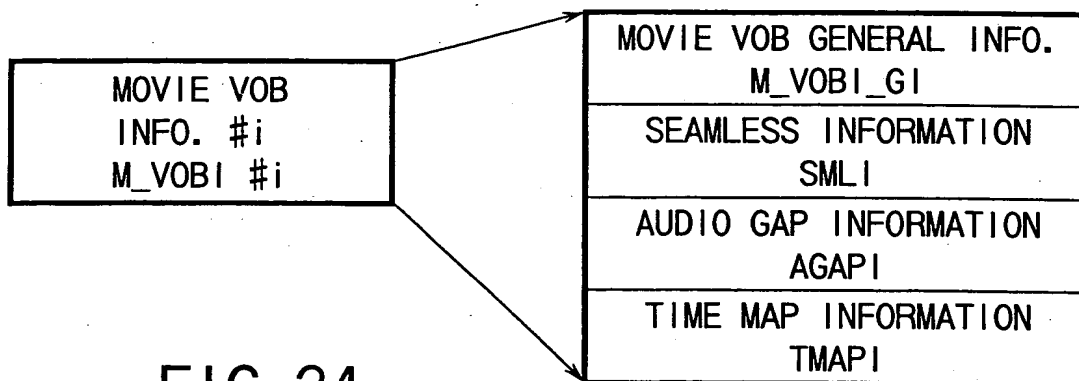 MOVIE VOB
INFO. #i
M_VOBI #i
MOVIE VOB GENERAL INFO.
M_VOBI_GI
SEAMLESS INFORMATION
SMLI
AUDIO GAP INFORMATION
AGAPI
TIME MAP INFORMATION
TMAPI